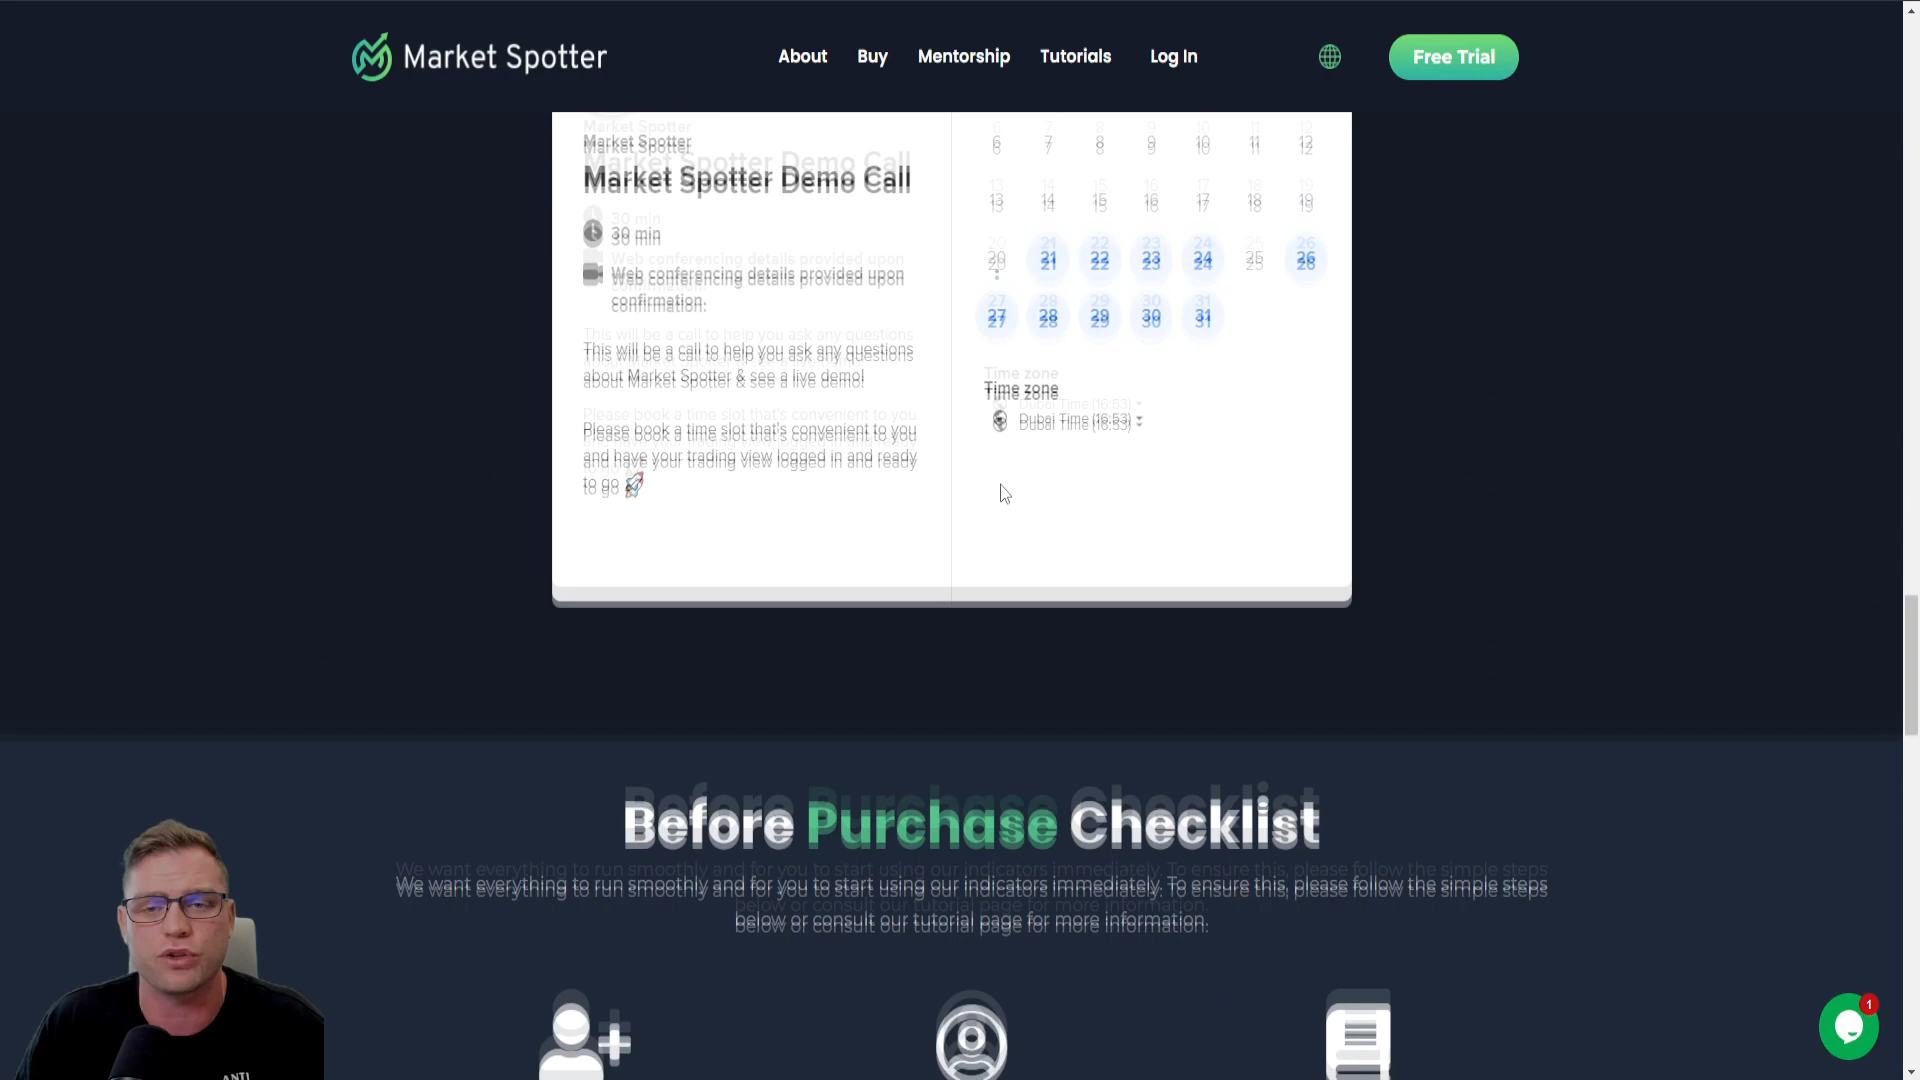 Market Spotter
About Buy Mentorship Tutorials Log In
Free Trial
Market Spotter
Market Spotter Demo Call
30 min
Web conferencing details provided upon
confirmation.
This will be a call to help you ask any questions
about Market Spotter & see a live demo!
Please book a time slot that's convenient to you
and have your trading view logged in and ready
to go 🚀
6 7 8 9 10 11 12
13 14 15 16 17 18 19
20 21 22 23 24 25 26
27 28 29 30 31
Time zone
Dubai Time (16:53)
Before Purchase Checklist
We want everything to run smoothly and for you to start using our indicators immediately. To ensure this, please follow the simple steps
below or consult our tutorial page for more information.
ANTI
1